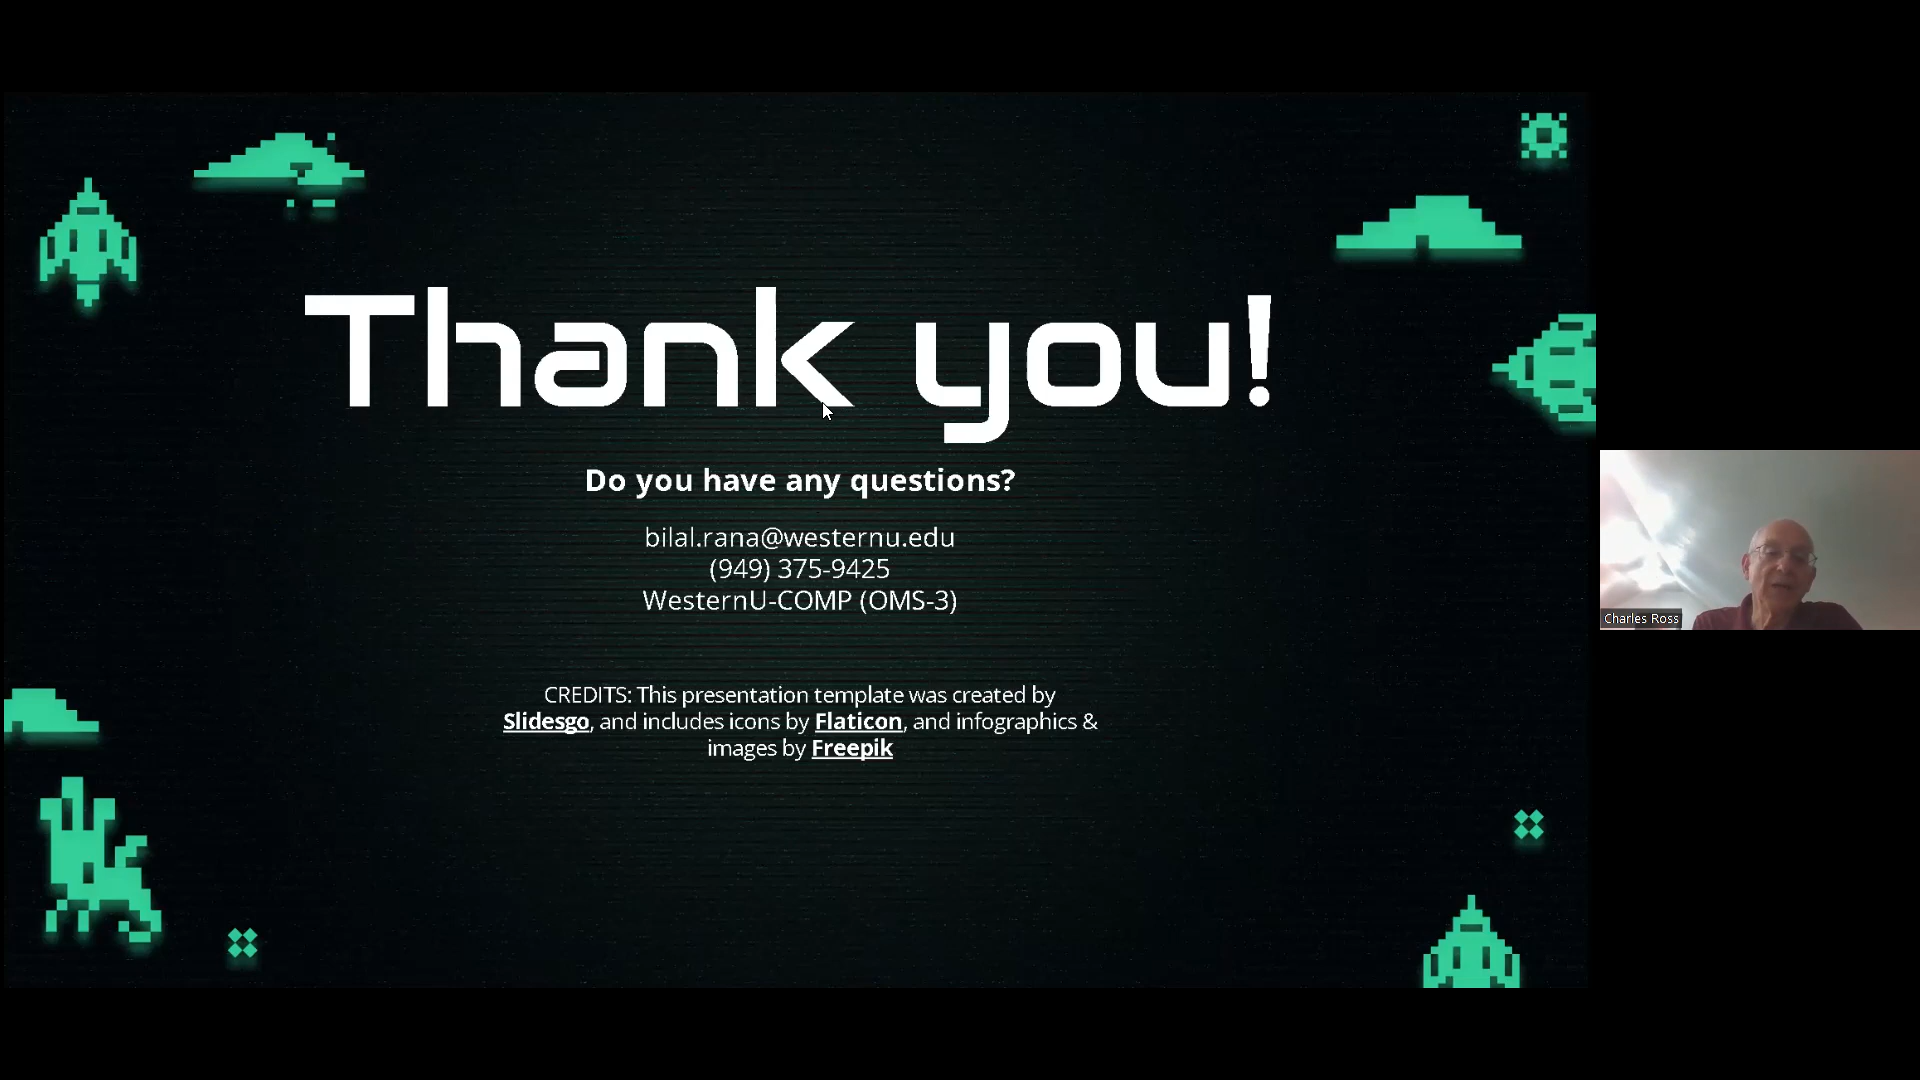 Thank you!
Do you have any questions?
bilal.rana@westernu.edu
(949) 375-9425
WesternU-COMP (OMS-3)
CREDITS: This presentation template was created by
Slidesgo, and includes icons by Flaticon, and infographics &
images by Freepik
Charles Ross